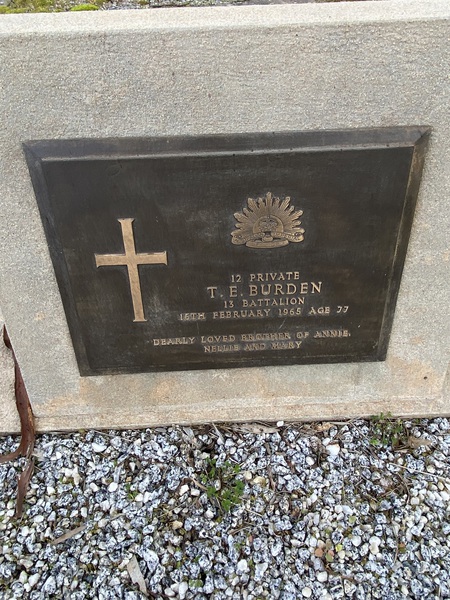 12 PRIVATE
T. E. BURDEN
13 BATTALION
15TH FEBRUARY 1965 AGE 77
DEARLY LOVED BROTHER OF ANNIE,
NELLIE AND MARY